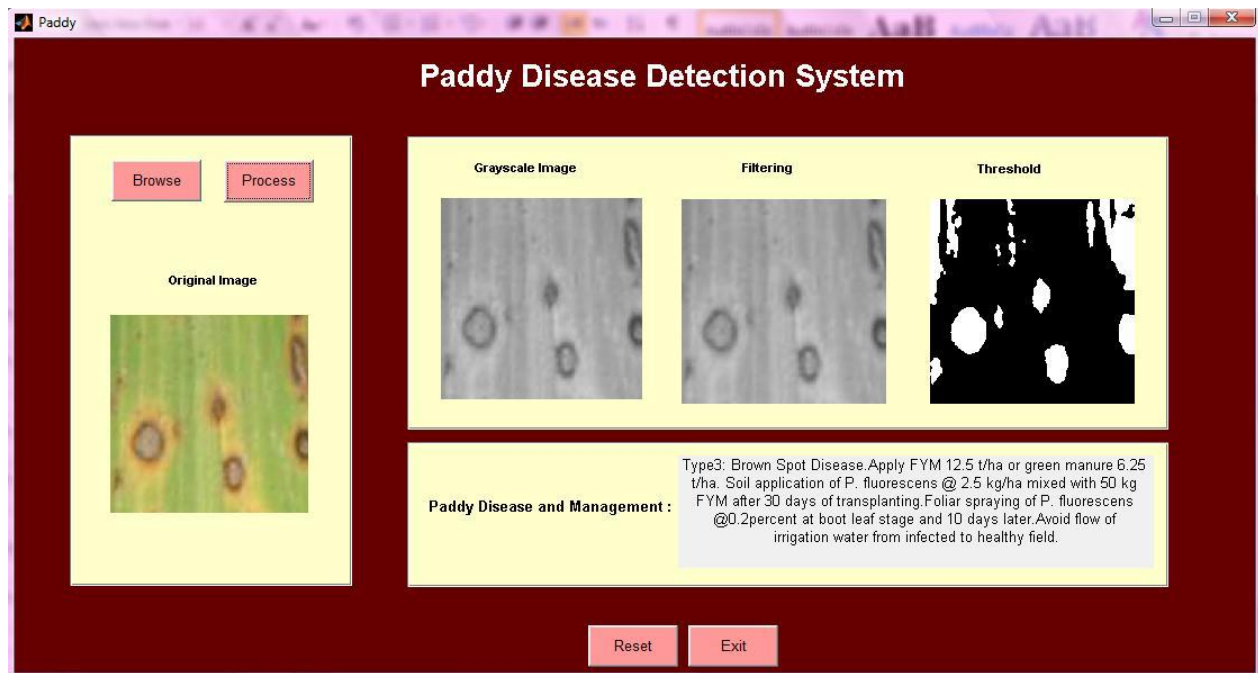 Paddy
Paddy Disease Detection System
Browse
Process
Original Image
Grayscale Image
Filtering
Threshold
Paddy Disease and Management :
Type3: Brown Spot Disease.Apply FYM 12.5 t/ha or green manure 6.25
t/ha. Soil application of P. fluorescens @ 2.5 kg/ha mixed with 50 kg
FYM after 30 days of transplanting.Foliar spraying of P. fluorescens
@0.2percent at boot leaf stage and 10 days later.Avoid flow of
irrigation water from infected to healthy field.
Reset
Exit